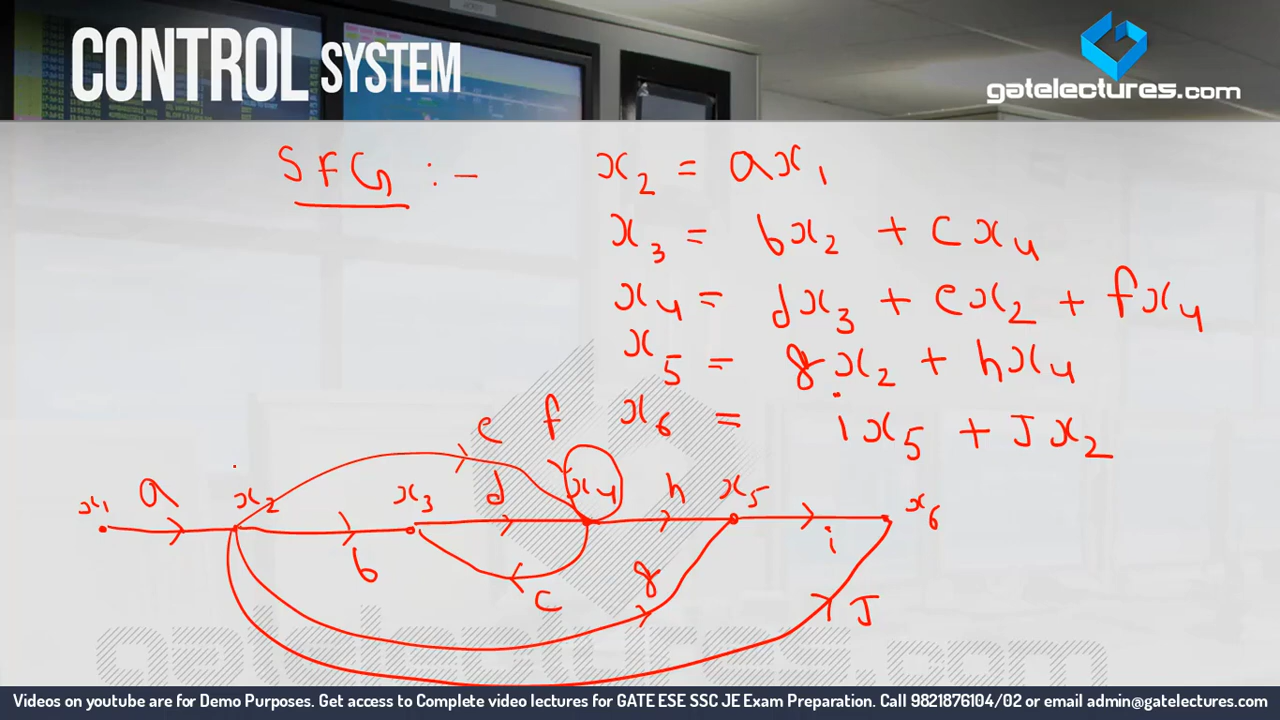 CONTROL SYSTEM
gatelectures.com
SFG :-
x₂ = ax₁
x₃ = bx₂ + cx₄
x₄ = dx₃ + ex₂ + fx₄
x₅ = gx₂ + hx₄
x₆ = ix₅ + Jx₂
e f
x₁ a x₂ x₃ d x₄ h x₅ x₆
b i
c g J
gatelectures.com
Videos on youtube are for Demo Purposes. Get access to Complete video lectures for GATE ESE SSC JE Exam Preparation. Call 9821876104/02 or email admin@gatelectures.com